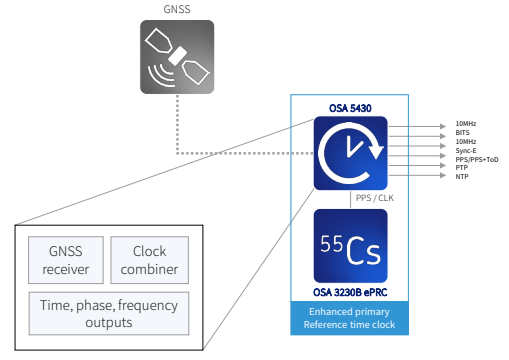 GNSS
OSA 5430
10MHz
BITS
10MHz
Sync-E
PPS/PPS+ToD
PTP
NTP
PPS / CLK
55Cs
OSA 3230B ePRC
Enhanced primary
Reference time clock
GNSS
receiver
Clock
combiner
Time, phase, frequency
outputs